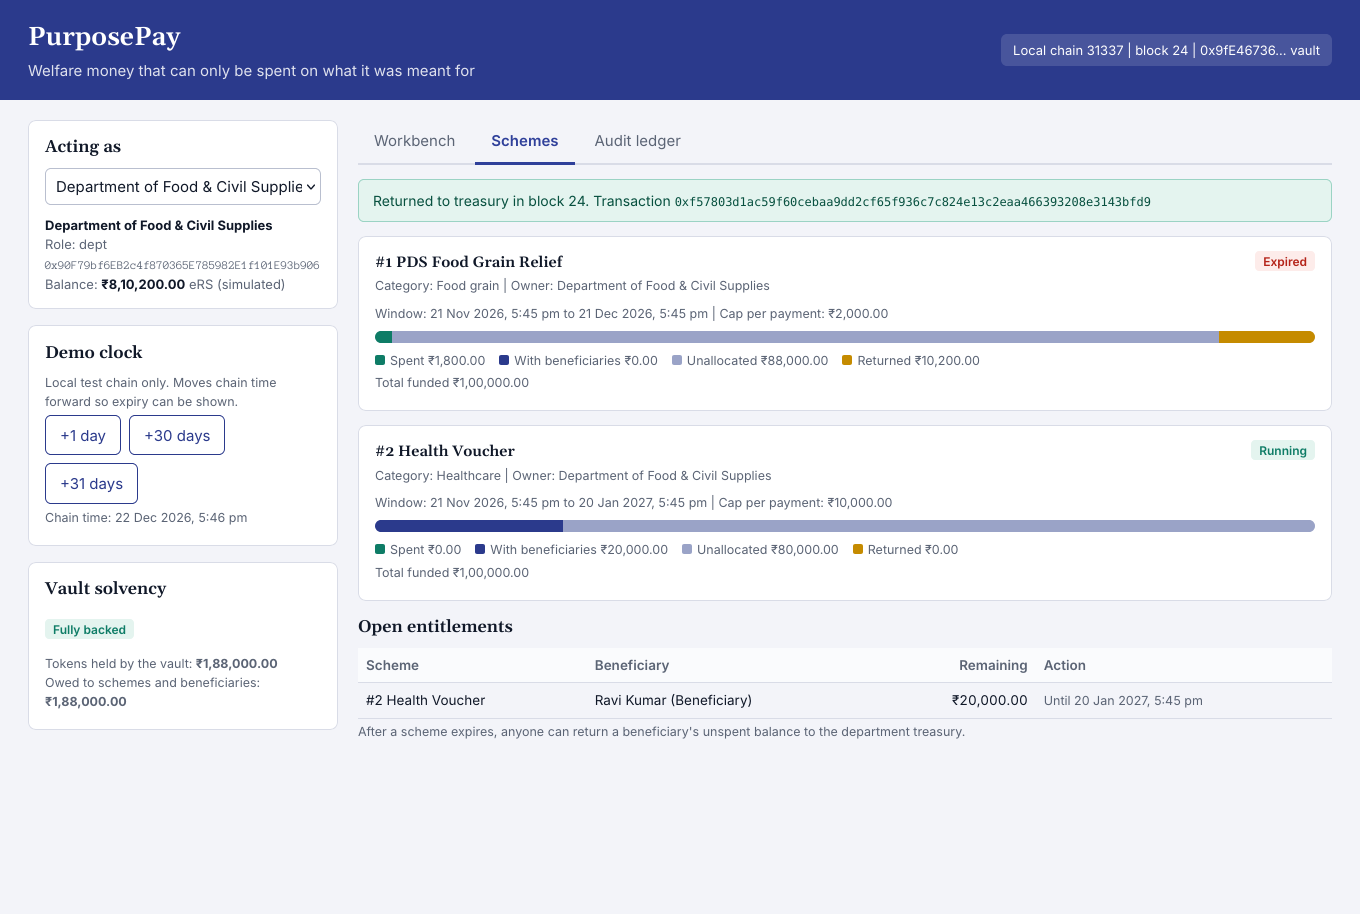 PurposePay
Welfare money that can only be spent on what it was meant for
Local chain 31337 | block 24 | 0x9fE46736... vault
Acting as
Department of Food & Civil Supplie
Department of Food & Civil Supplies
Role: dept
0x90F79bf6EB2c4f870365E785982E1f101E93b906
Balance: ₹8,10,200.00 eRS (simulated)
Demo clock
Local test chain only. Moves chain time
forward so expiry can be shown.
+1 day
+30 days
+31 days
Chain time: 22 Dec 2026, 5:46 pm
Vault solvency
Fully backed
Tokens held by the vault: ₹1,88,000.00
Owed to schemes and beneficiaries:
₹1,88,000.00
Workbench
Schemes
Audit ledger
Returned to treasury in block 24. Transaction 0xf57803d1ac59f60cebaa9dd2cf65f936c7c824e13c2eaa466393208e3143bfd9
#1 PDS Food Grain Relief
Expired
Category: Food grain | Owner: Department of Food & Civil Supplies
Window: 21 Nov 2026, 5:45 pm to 21 Dec 2026, 5:45 pm | Cap per payment: ₹2,000.00
Spent ₹1,800.00 With beneficiaries ₹0.00 Unallocated ₹88,000.00 Returned ₹10,200.00
Total funded ₹1,00,000.00
#2 Health Voucher
Running
Category: Healthcare | Owner: Department of Food & Civil Supplies
Window: 21 Nov 2026, 5:45 pm to 20 Jan 2027, 5:45 pm | Cap per payment: ₹10,000.00
Spent ₹0.00 With beneficiaries ₹20,000.00 Unallocated ₹80,000.00 Returned ₹0.00
Total funded ₹1,00,000.00
Open entitlements
Scheme Beneficiary Remaining Action
#2 Health Voucher Ravi Kumar (Beneficiary) ₹20,000.00 Until 20 Jan 2027, 5:45 pm
After a scheme expires, anyone can return a beneficiary's unspent balance to the department treasury.